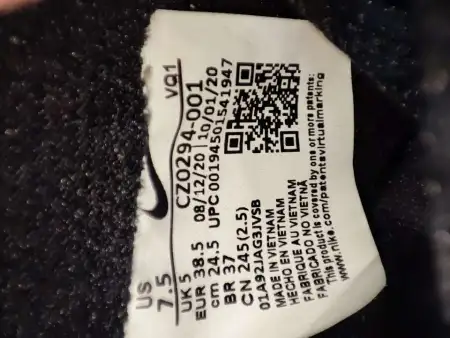 US
7.5 VQ1
UK 5 CZ0294-001
EUR 38.5 08/12/20 | 10/01/20
cm 24.5 UPC 00194501541947
BR 37
CN 245(2.5)
01A92JAG3JVSB
MADE IN VIETNAM
HECHO EN VIETNAM
FABRIQUE AU VIETNAM
FABRICADO NO VIETNÃ
This product is covered by one or more patents:
www.nike.com/patentsvirtualmarking